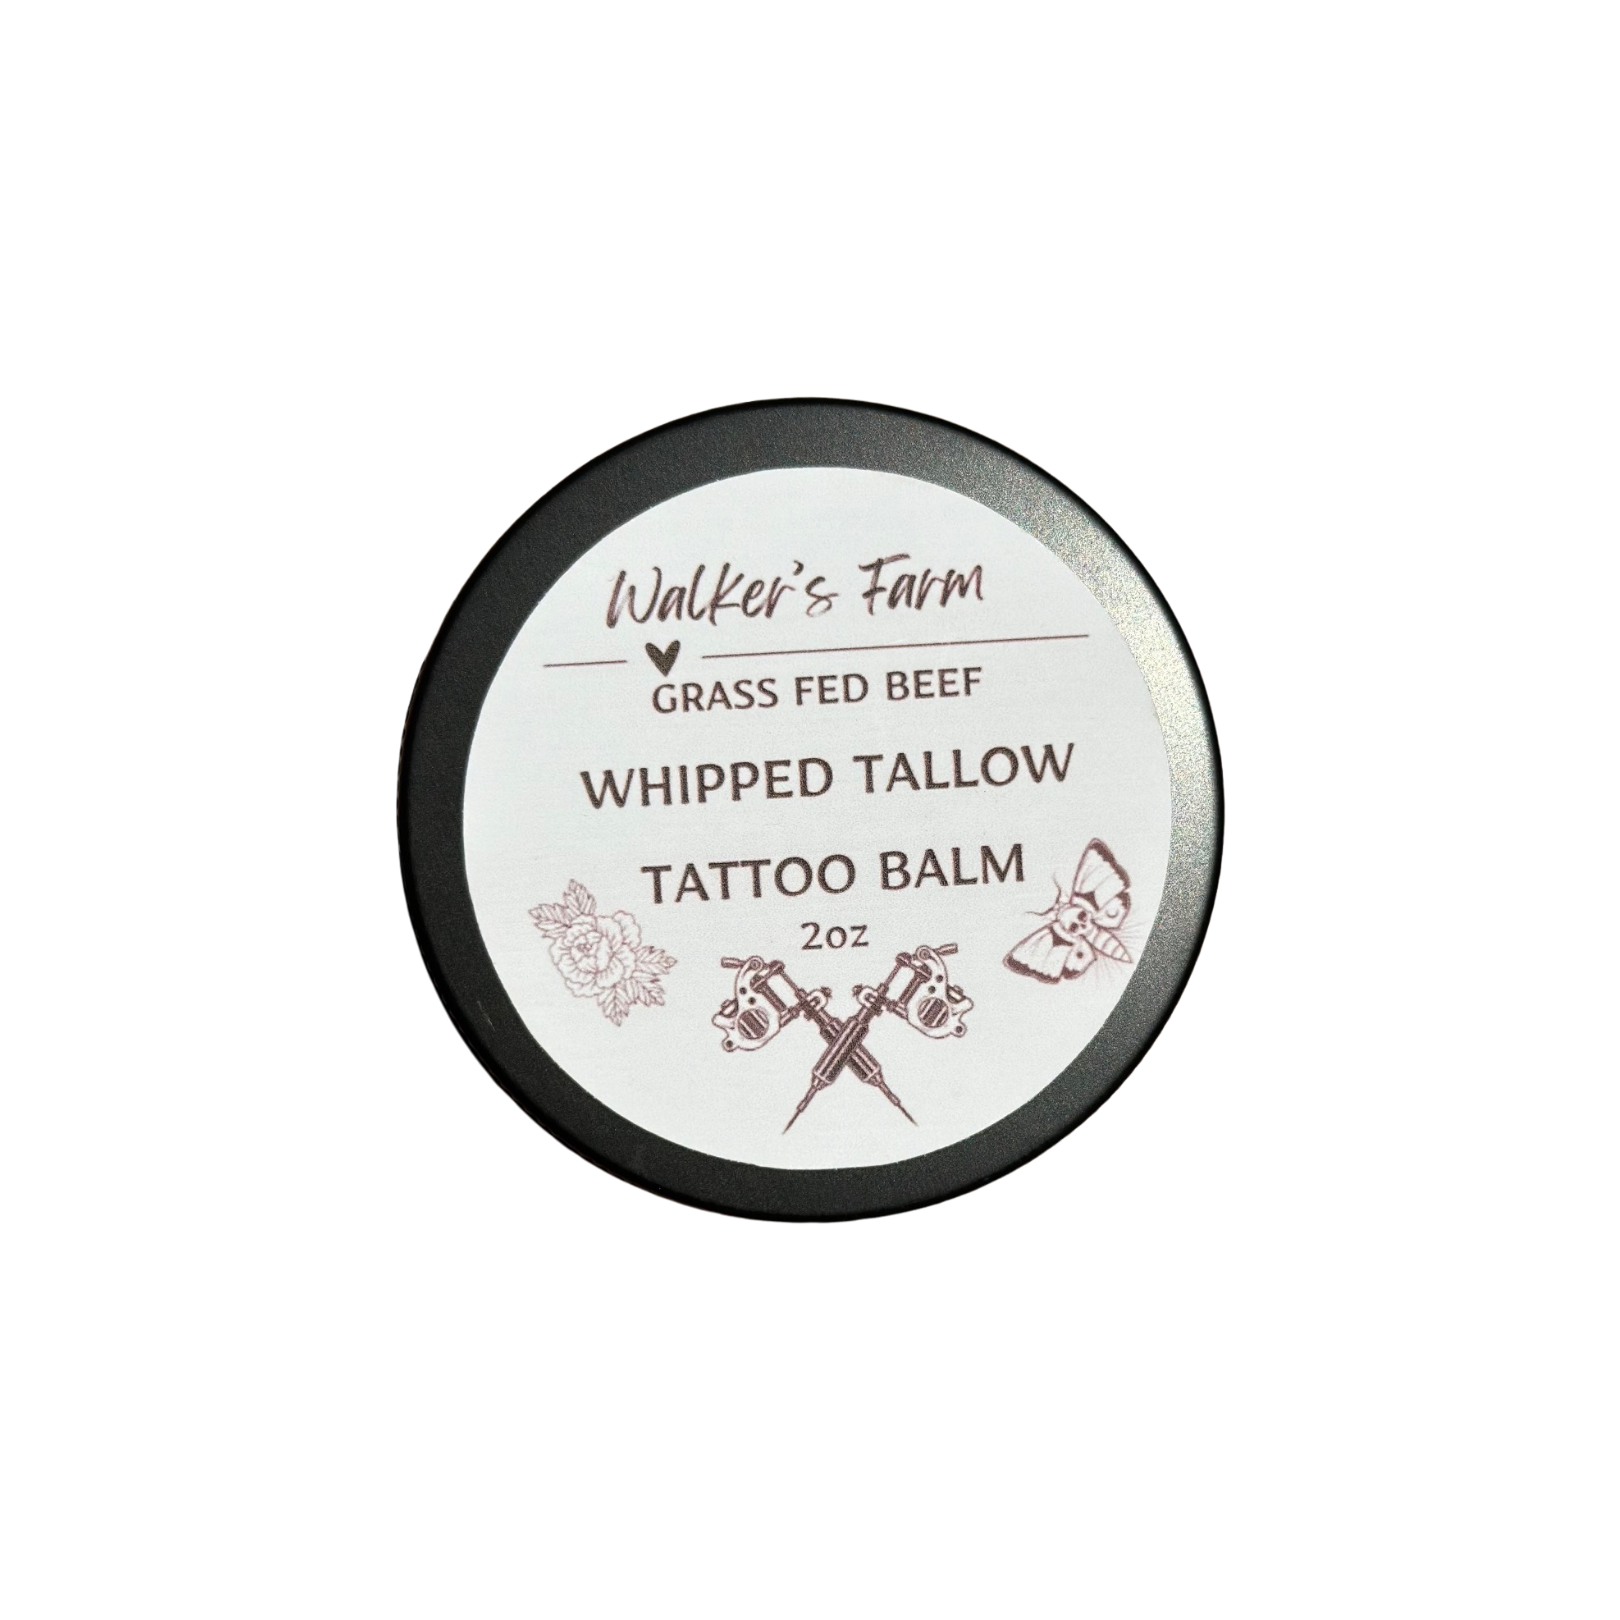 Walker's Farm
GRASS FED BEEF
WHIPPED TALLOW
TATTOO BALM
2oz